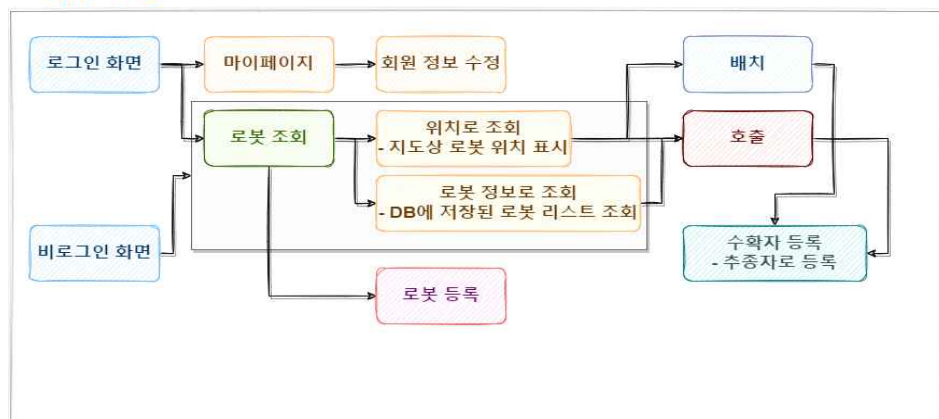 로그인 화면
마이페이지
회원 정보 수정
배치
로봇 조회
위치로 조회
- 지도상 로봇 위치 표시
호출
로봇 정보로 조회
- DB에 저장된 로봇 리스트 조회
비로그인 화면
수확자 등록
- 추종자로 등록
로봇 등록